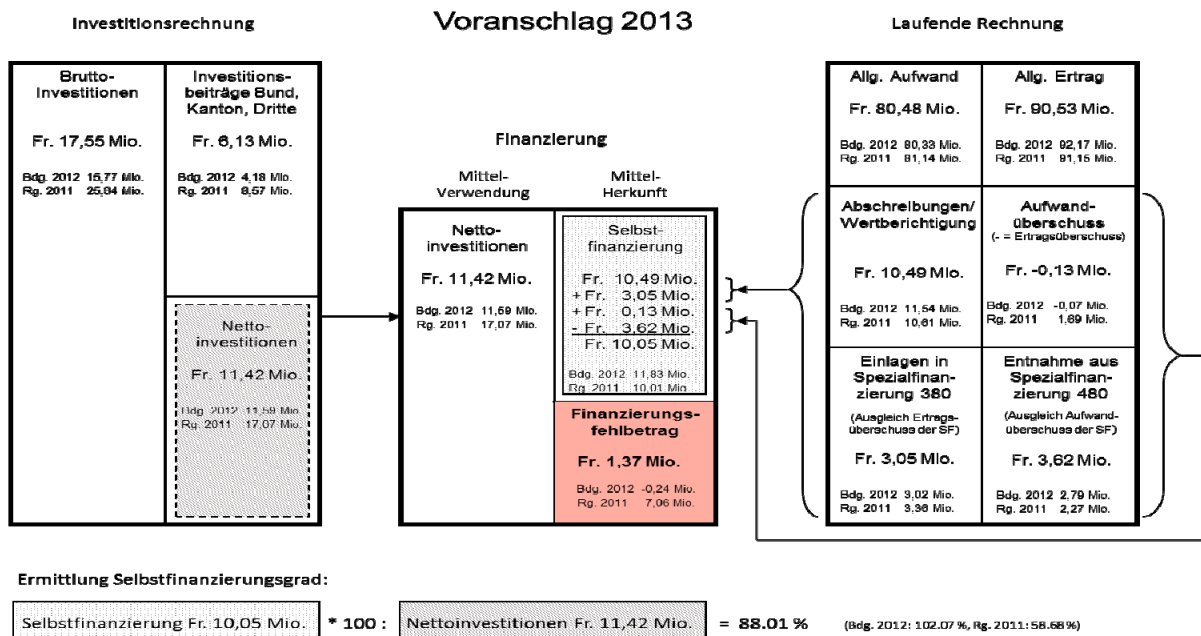 Voranschlag 2013
Investitionsrechnung
Brutto-
Investitionen
Fr. 17,55 Mio.
Bdg. 2012 15,77 Mio.
Rg. 2011 25,64 Mio.
Investitions-
beiträge Bund,
Kanton, Dritte
Fr. 6,13 Mio.
Bdg. 2012 4,18 Mio.
Rg. 2011 8,57 Mio.
Netto-
investitionen
Fr. 11,42 Mio.
Bdg. 2012 11,59 Mio.
Rg. 2011 17,07 Mio.
Finanzierung
Mittel-
Verwendung
Netto-
investitionen
Fr. 11,42 Mio.
Bdg. 2012 11,59 Mio.
Rg. 2011 17,07 Mio.
Mittel-
Herkunft
Selbst-
finanzierung
Fr. 10,49 Mio.
+ Fr. 3,05 Mio.
+ Fr. 0,13 Mio.
- Fr. 3,62 Mio.
Fr. 10,05 Mio.
Bdg. 2012 11,83 Mio.
Rg. 2011 10,01 Mio.
Finanzierungs-
fehlbetrag
Fr. 1,37 Mio.
Bdg. 2012 -0,24 Mio.
Rg. 2011 7,06 Mio.
Laufende Rechnung
Allg. Aufwand
Fr. 80,48 Mio.
Bdg. 2012 80,33 Mio.
Rg. 2011 81,14 Mio.
Allg. Ertrag
Fr. 90,53 Mio.
Bdg. 2012 92,17 Mio.
Rg. 2011 91,15 Mio.
Abschreibungen/
Wertberichtigung
Fr. 10,49 Mio.
Bdg. 2012 11,54 Mio.
Rg. 2011 10,61 Mio.
Aufwand-
überschuss
(- = Ertragsüberschuss)
Fr. -0,13 Mio.
Bdg. 2012 -0,07 Mio.
Rg. 2011 1,69 Mio.
Einlagen in
Spezialfinan-
zierung 380
(Ausgleich Ertrags-
überschuss der SF)
Fr. 3,05 Mio.
Bdg. 2012 3,02 Mio.
Rg. 2011 3,36 Mio.
Entnahme aus
Spezialfinan-
zierung 480
(Ausgleich Aufwand-
überschuss der SF)
Fr. 3,62 Mio.
Bdg. 2012 2,79 Mio.
Rg. 2011 2,27 Mio.
Ermittlung Selbstfinanzierungsgrad:
Selbstfinanzierung Fr. 10,05 Mio. * 100 : Nettoinvestitionen Fr. 11,42 Mio. = 88.01 % (Bdg. 2012: 102.07 %, Rg. 2011: 58.68 %)